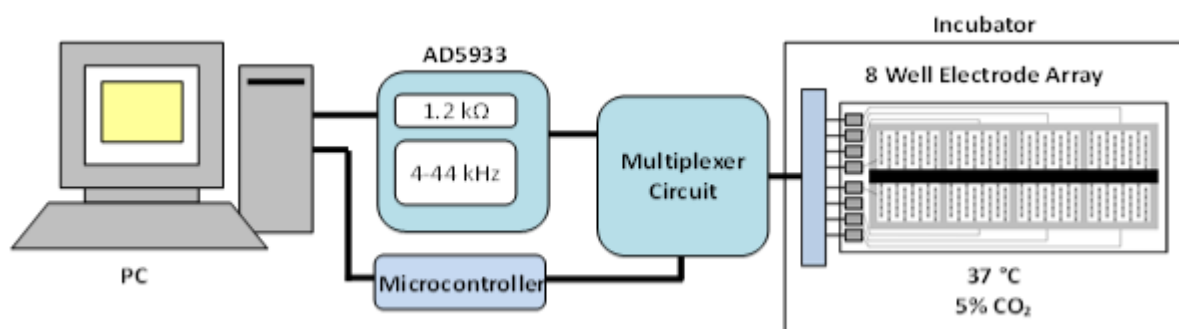 Incubator
AD5933
8 Well Electrode Array
1.2 kΩ
4-44 kHz
Multiplexer
Circuit
PC
Microcontroller
37 °C
5% CO₂